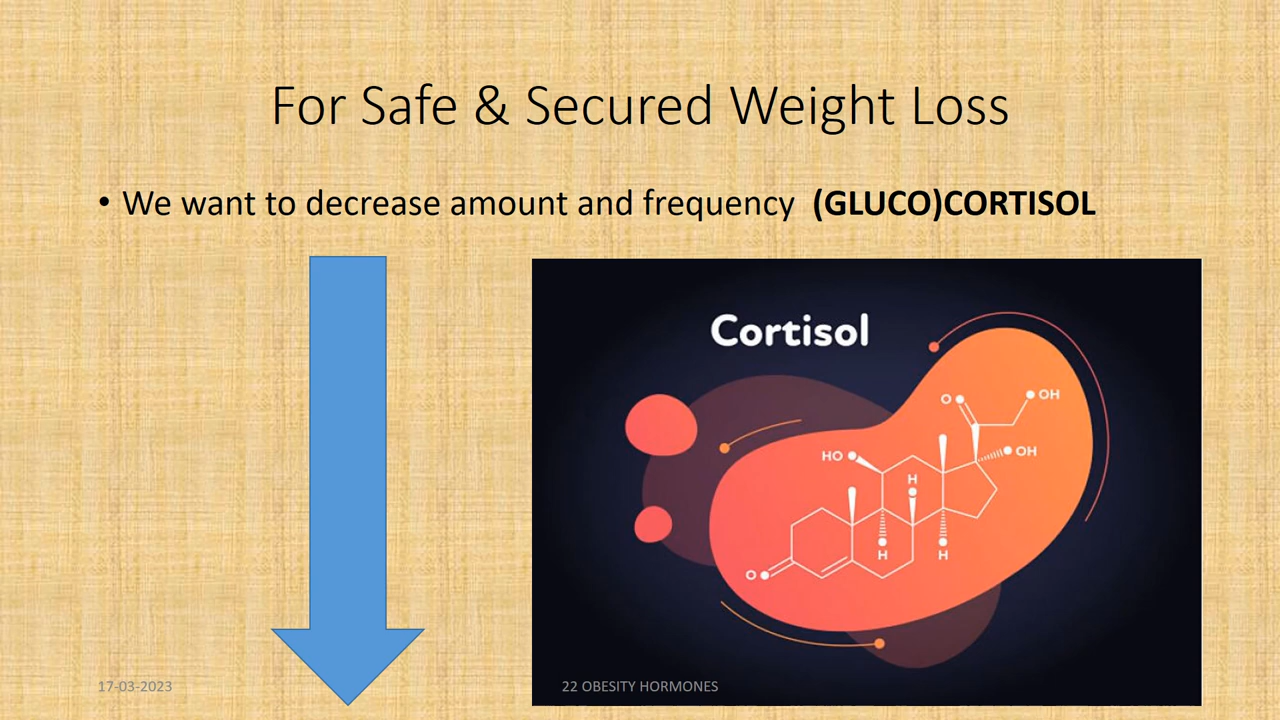 For Safe & Secured Weight Loss
• We want to decrease amount and frequency (GLUCO)CORTISOL
Cortisol
O
OH
HO
OH
H
H
H
O
17-03-2023
22 OBESITY HORMONES